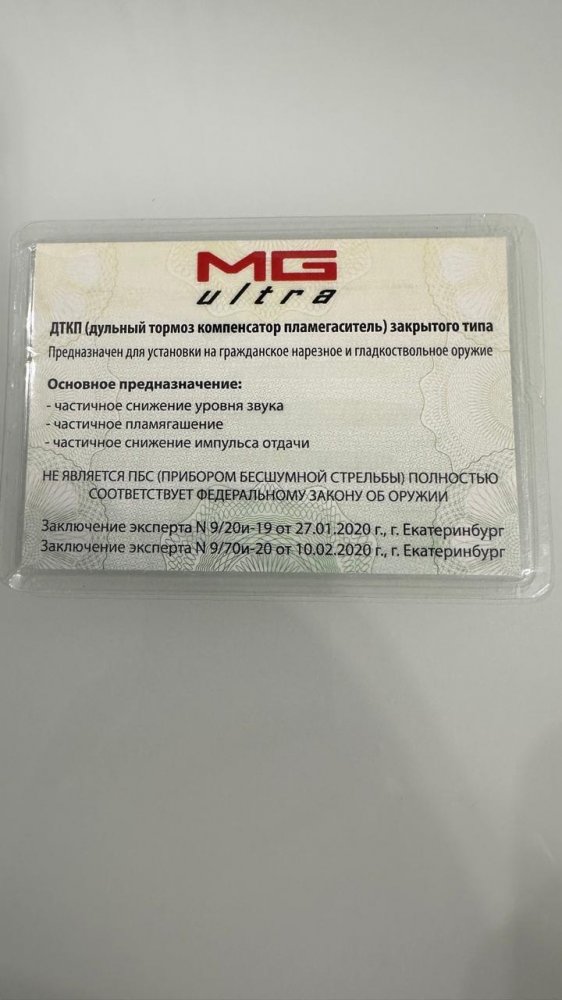 MG
ultra
ДТКП (дульный тормоз компенсатор пламегаситель) закрытого типа
Предназначен для установки на гражданское нарезное и гладкоствольное оружие
Основное предназначение:
- частичное снижение уровня звука
- частичное пламягашение
- частичное снижение импульса отдачи
НЕ ЯВЛЯЕТСЯ ПБС (ПРИБОРОМ БЕСШУМНОЙ СТРЕЛЬБЫ) ПОЛНОСТЬЮ
СООТВЕТСТВУЕТ ФЕДЕРАЛЬНОМУ ЗАКОНУ ОБ ОРУЖИИ
Заключение эксперта N 9/20и-19 от 27.01.2020 г., г. Екатеринбург
Заключение эксперта N 9/70и-20 от 10.02.2020 г., г. Екатеринбург